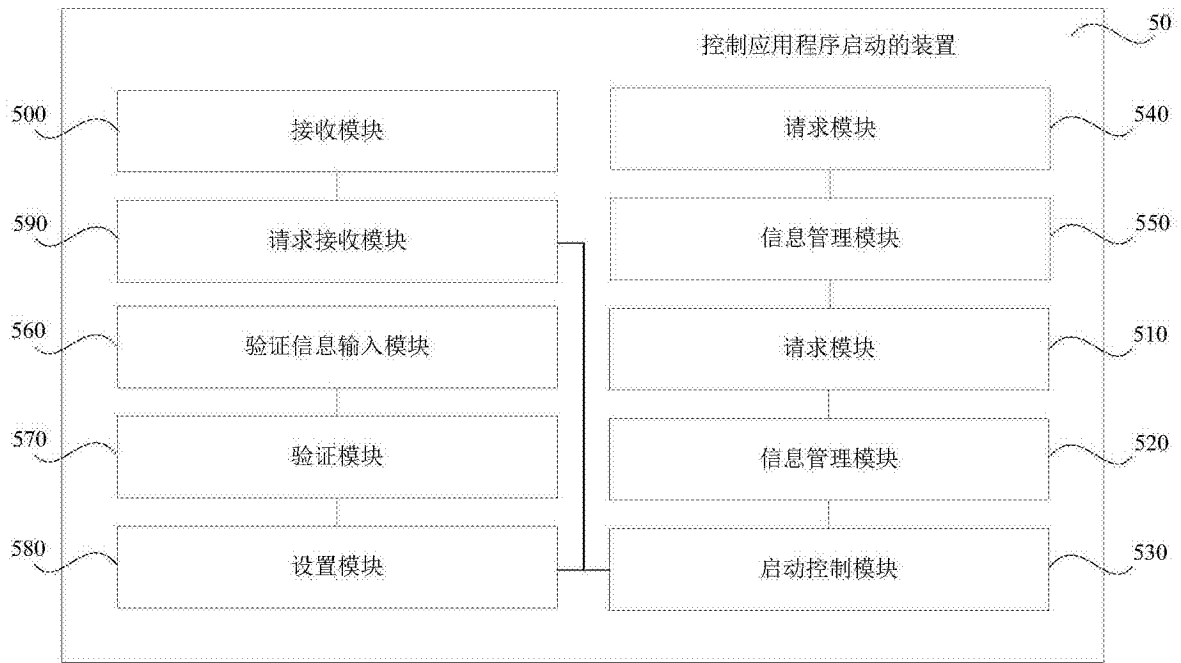 50
控制应用程序启动的装置
500
接收模块
590
请求接收模块
560
验证信息输入模块
570
验证模块
580
设置模块
540
请求模块
550
信息管理模块
510
请求模块
520
信息管理模块
530
启动控制模块